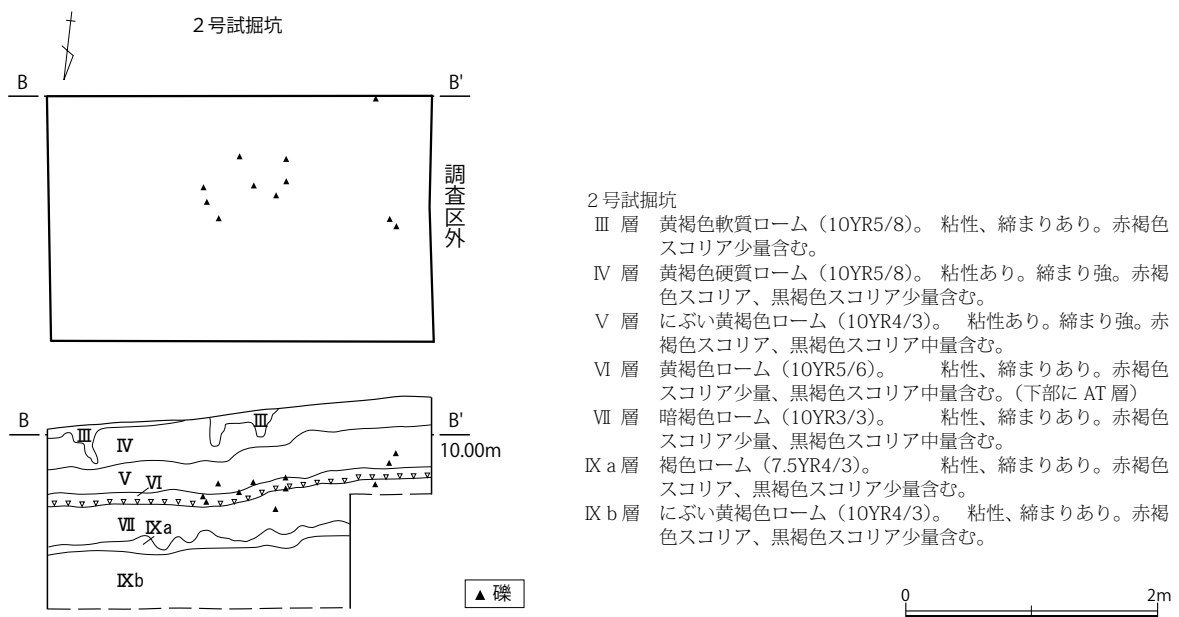 2号試掘坑
B B'
調査区外
B B'
10.00m
Ⅲ Ⅲ
Ⅳ
Ⅴ Ⅵ
Ⅶ Ⅸa
Ⅸb
▲ 礫
2号試掘坑
Ⅲ 層 黄褐色軟質ローム（10YR5/8）。 粘性、締まりあり。赤褐色
スコリア少量含む。
Ⅳ 層 黄褐色硬質ローム（10YR5/8）。 粘性あり。締まり強。赤褐
色スコリア、黒褐色スコリア少量含む。
Ⅴ 層 にぶい黄褐色ローム（10YR4/3）。 粘性あり。締まり強。赤
褐色スコリア、黒褐色スコリア中量含む。
Ⅵ 層 黄褐色ローム（10YR5/6）。 粘性、締まりあり。赤褐色
スコリア少量、黒褐色スコリア中量含む。（下部に AT 層）
Ⅶ 層 暗褐色ローム（10YR3/3）。 粘性、締まりあり。赤褐色
スコリア少量、黒褐色スコリア中量含む。
Ⅸ a 層 褐色ローム（7.5YR4/3）。 粘性、締まりあり。赤褐色
スコリア、黒褐色スコリア少量含む。
Ⅸ b 層 にぶい黄褐色ローム（10YR4/3）。 粘性、締まりあり。赤褐
色スコリア、黒褐色スコリア少量含む。
0 2m